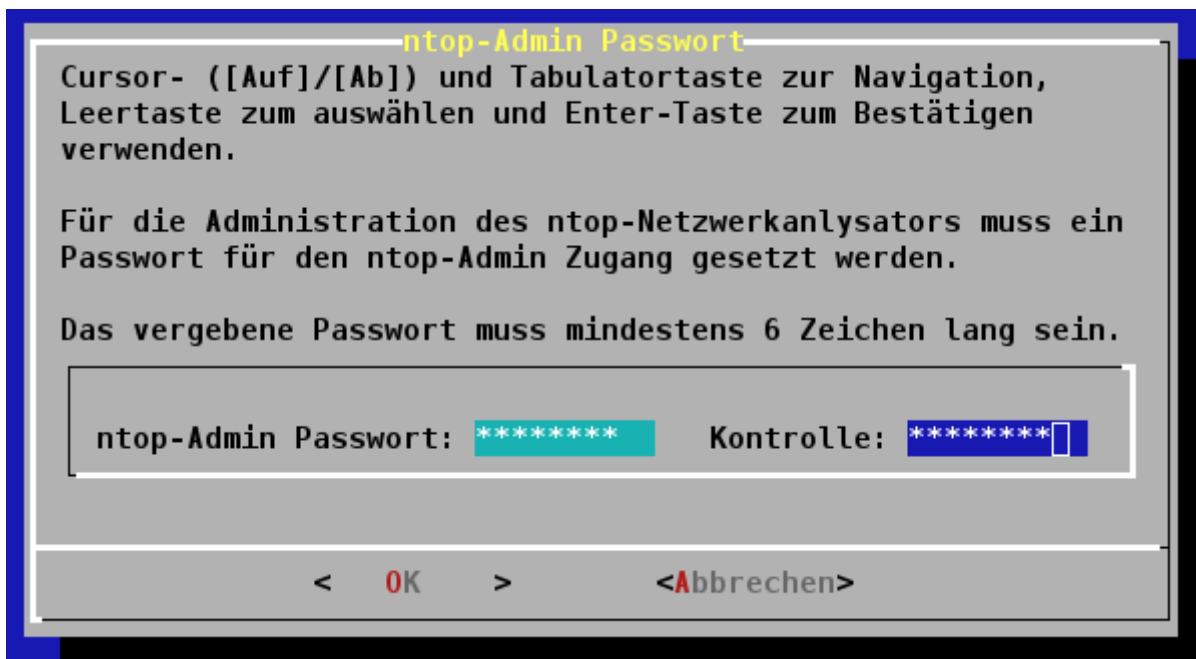 ntop-Admin Passwort
Cursor- ([Auf]/[Ab]) und Tabulatortaste zur Navigation,
Leertaste zum auswählen und Enter-Taste zum Bestätigen
verwenden.
Für die Administration des ntop-Netzwerkanlysators muss ein
Passwort für den ntop-Admin Zugang gesetzt werden.
Das vergebene Passwort muss mindestens 6 Zeichen lang sein.
ntop-Admin Passwort: ******** Kontrolle: ********
< OK > <Abbrechen>